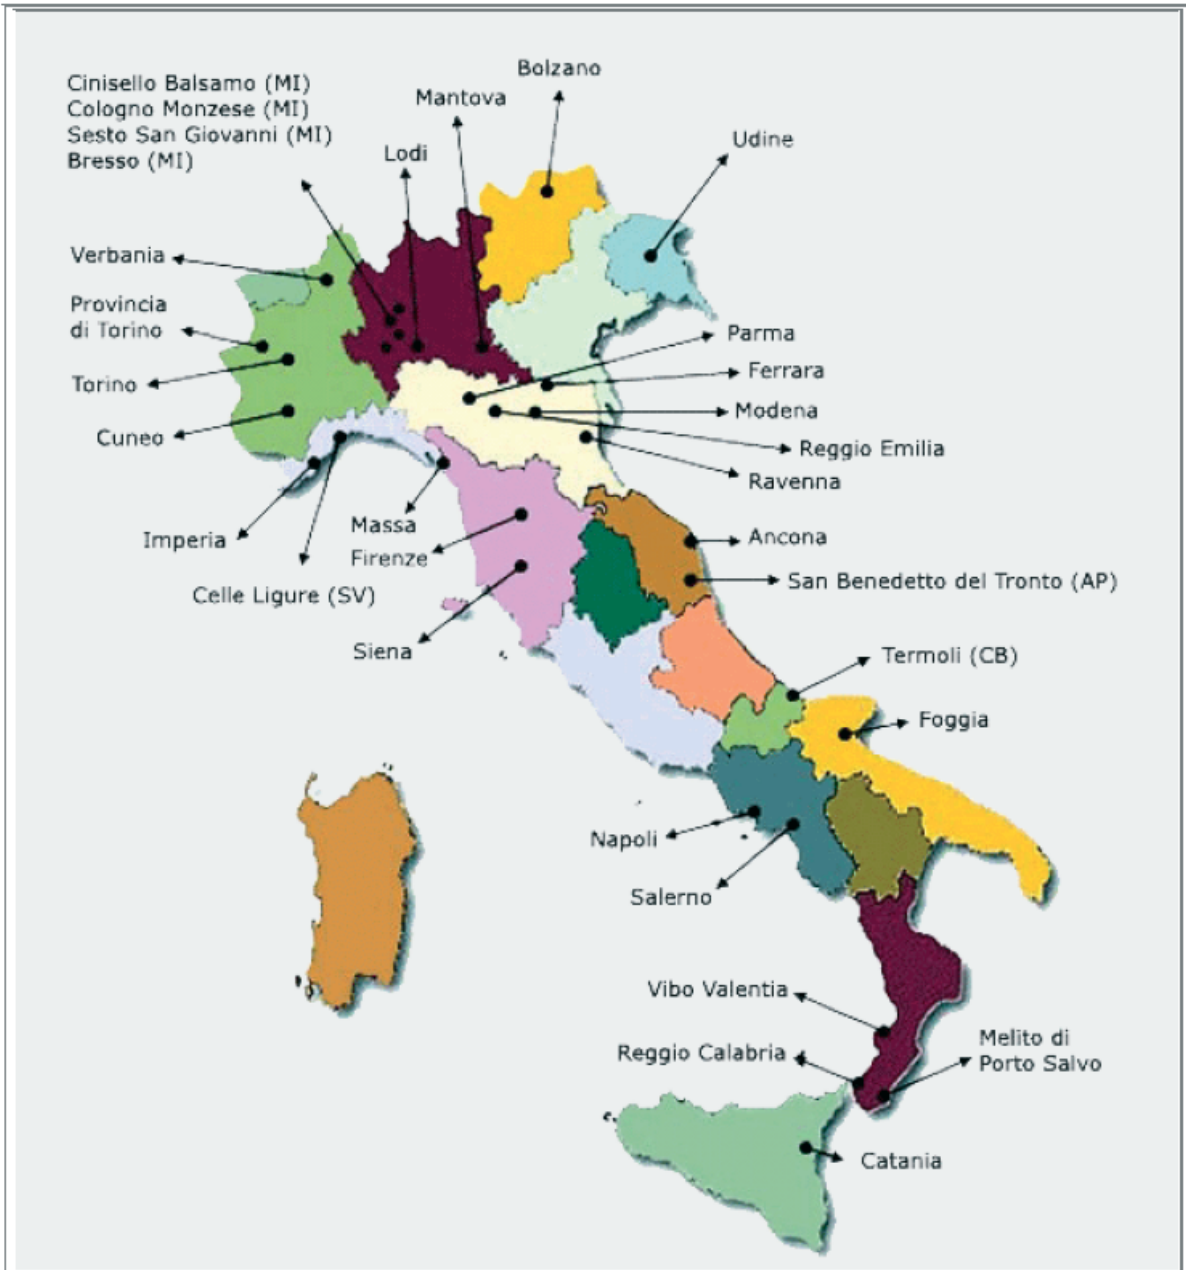 Bolzano
Cinisello Balsamo (MI)
Cologno Monzese (MI)
Sesto San Giovanni (MI)
Bresso (MI)
Mantova
Lodi
Udine
Verbania
Provincia
di Torino
Torino
Cuneo
Parma
Ferrara
Modena
Reggio Emilia
Ravenna
Imperia
Massa
Firenze
Celle Ligure (SV)
Siena
Ancona
San Benedetto del Tronto (AP)
Termoli (CB)
Foggia
Napoli
Salerno
Vibo Valentia
Reggio Calabria
Melito di
Porto Salvo
Catania